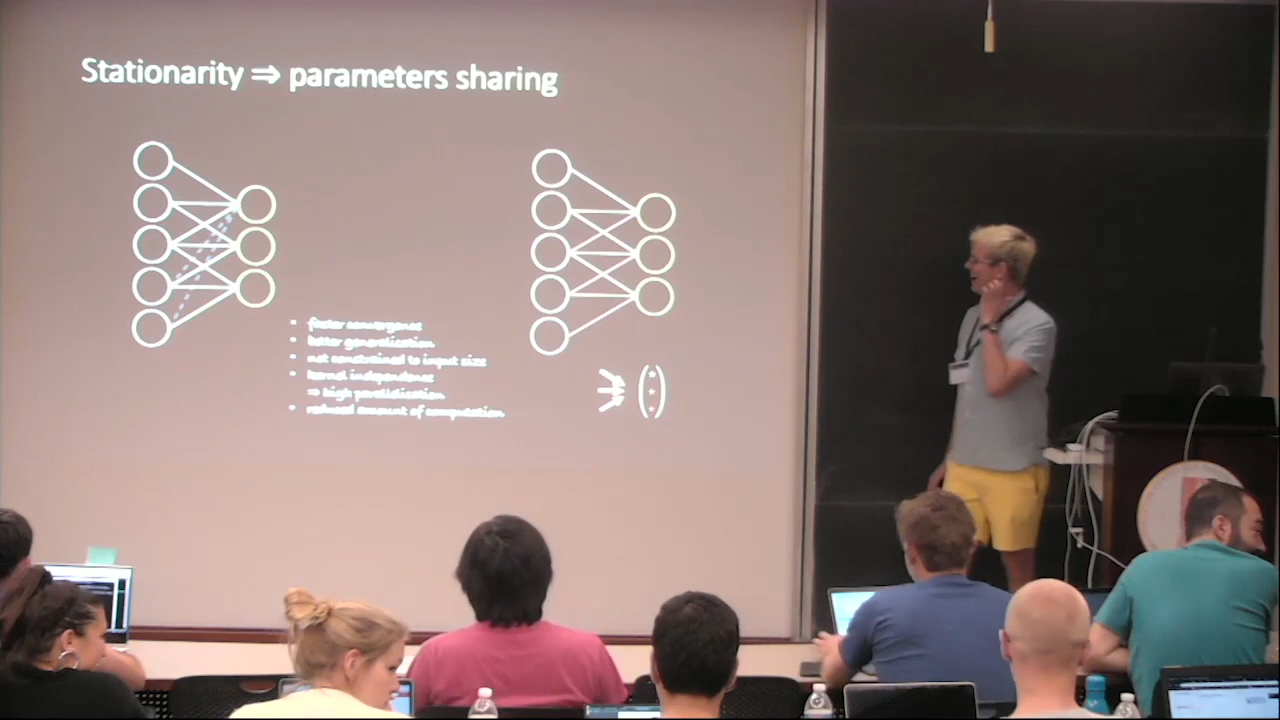 Stationarity ⇒ parameters sharing
• faster convergence
• better generalization
• not constrained to input size
• kernel independence
⇒ high parallelization
• reduced amount of computation